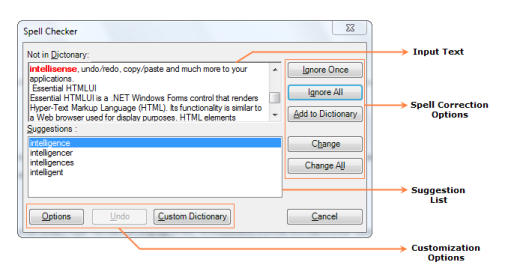 Spell Checker
Not in Dictonary:
intellisense, undo/redo, copy/paste and much more to your
applications.
Essential HTMLUI
Essential HTMLUI is a .NET Windows Forms control that renders
Hyper-Text Markup Language (HTML). Its functionality is similar to
a Web browser used for display purposes. HTML elements
Suggestions :
intelligence
intelligencer
intelligences
intelligent
Ignore Once
Ignore All
Add to Dictionary
Change
Change All
Options
Undo
Custom Dictionary
Cancel
Input Text
Spell Correction
Options
Suggestion
List
Customization
Options